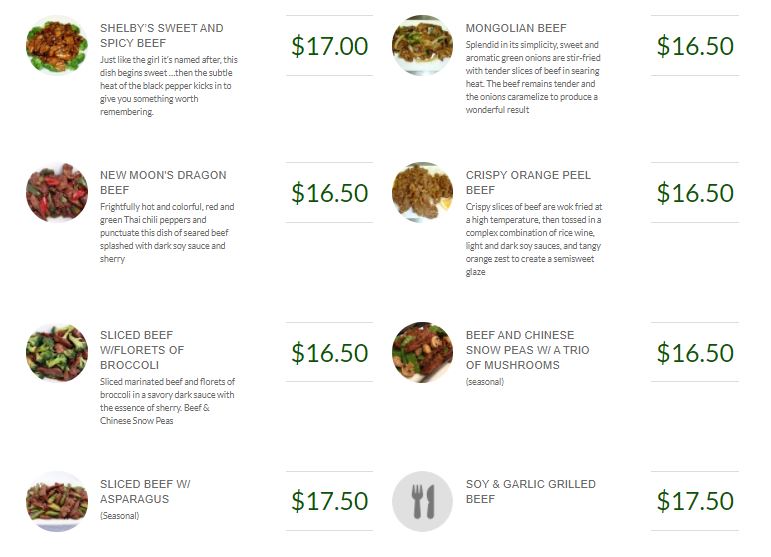 SHELBY'S SWEET AND
SPICY BEEF
Just like the girl it's named after, this
dish begins sweet ...then the subtle
heat of the black pepper kicks in to
give you something worth
remembering.
$17.00
MONGOLIAN BEEF
Splendid in its simplicity, sweet and
aromatic green onions are stir-fried
with tender slices of beef in searing
heat. The beef remains tender and
the onions caramelize to produce a
wonderful result
$16.50
NEW MOON'S DRAGON
BEEF
Frightfully hot and colorful, red and
green Thai chili peppers and
punctuate this dish of seared beef
splashed with dark soy sauce and
sherry
$16.50
CRISPY ORANGE PEEL
BEEF
Crispy slices of beef are wok fried at
a high temperature, then tossed in a
complex combination of rice wine,
light and dark soy sauces, and tangy
orange zest to create a semisweet
glaze
$16.50
SLICED BEEF
W/FLORETS OF
BROCCOLI
Sliced marinated beef and florets of
broccoli in a savory dark sauce with
the essence of sherry. Beef &
Chinese Snow Peas
$16.50
BEEF AND CHINESE
SNOW PEAS W/ A TRIO
OF MUSHROOMS
(seasonal)
$16.50
SLICED BEEF W/
ASPARAGUS
(Seasonal)
$17.50
SOY & GARLIC GRILLED
BEEF
$17.50